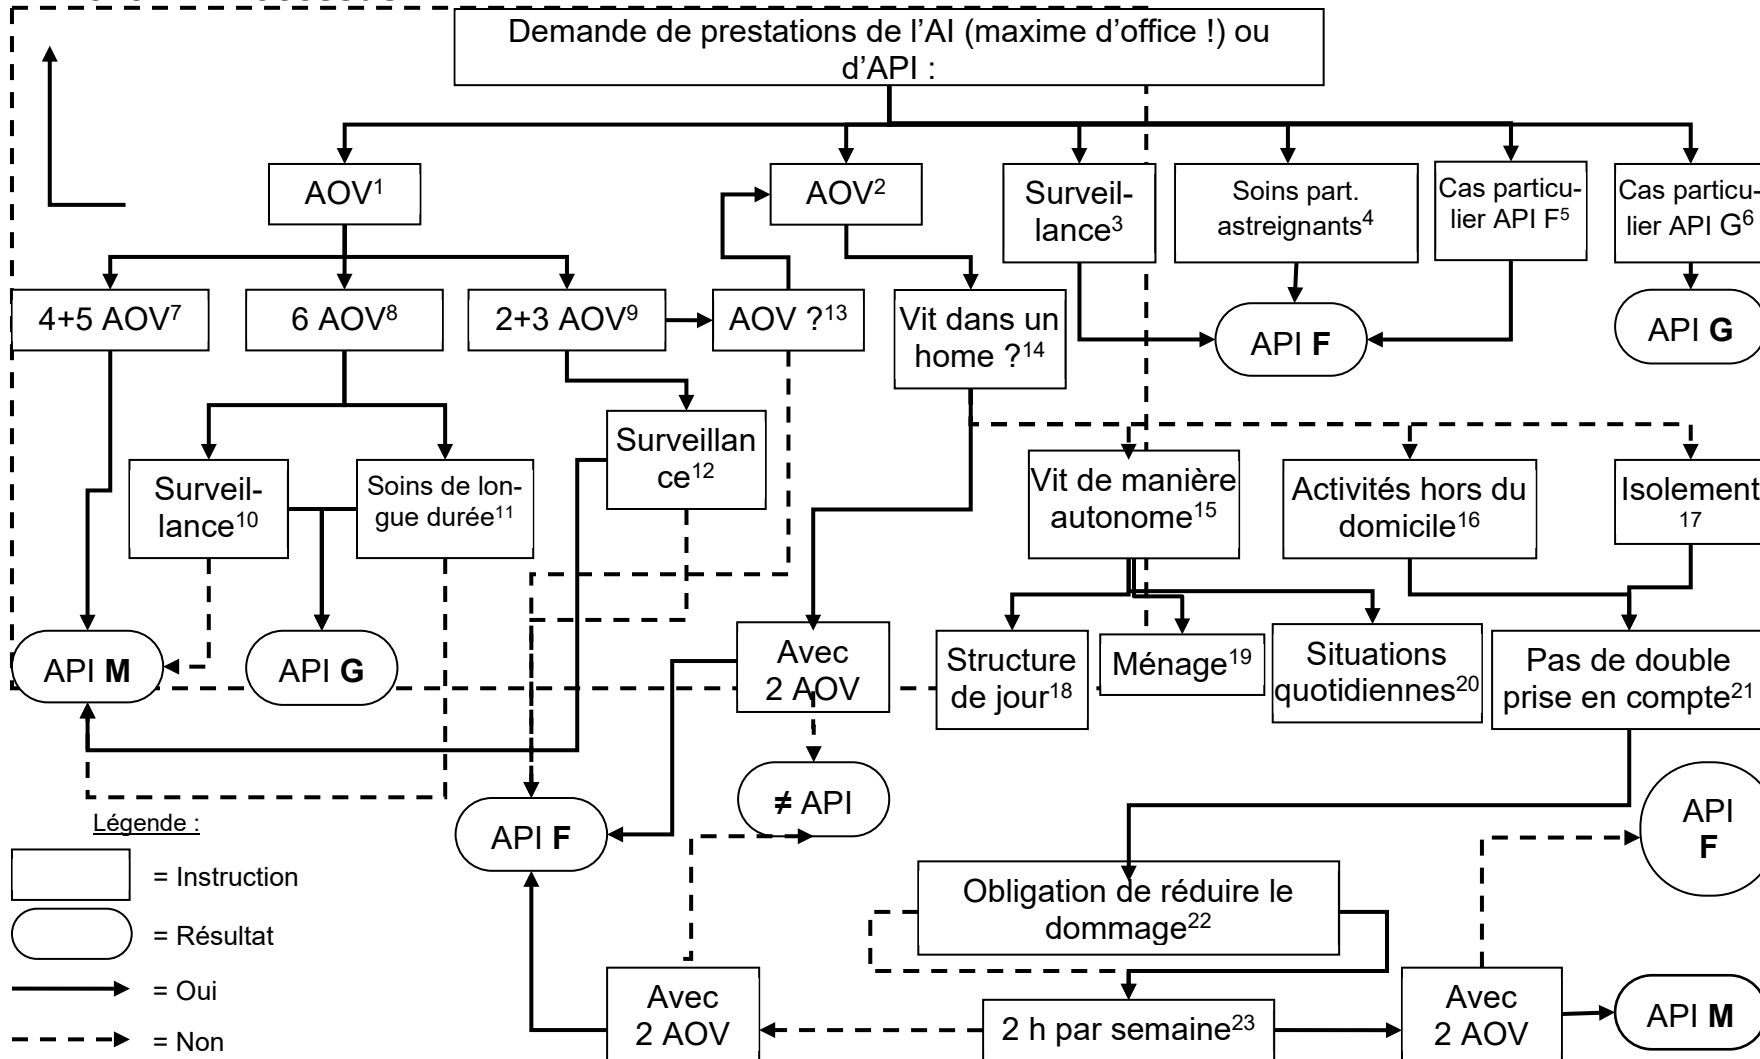 Demande de prestations de l’AI (maxime d’office !) ou
d’API :
AOV1
AOV2
Surveil-
lance3
Soins part.
astreignants4
Cas particu-
lier API F5
Cas particu-
lier API G6
4+5 AOV7
6 AOV8
2+3 AOV9
AOV ?13
Vit dans un
home ?14
API F
API G
Surveil-
lance10
Soins de lon-
gue durée11
Surveillan
ce12
Vit de manière
autonome15
Activités hors du
domicile16
Isolement
17
API M
API G
Avec
2 AOV
Structure
de jour18
Ménage19
Situations
quotidiennes20
Pas de double
prise en compte21
≠ API
API F
API
F
Légende :
= Instruction
= Résultat
= Oui
= Non
Obligation de réduire le
dommage22
Avec
2 AOV
2 h par semaine23
Avec
2 AOV
API M